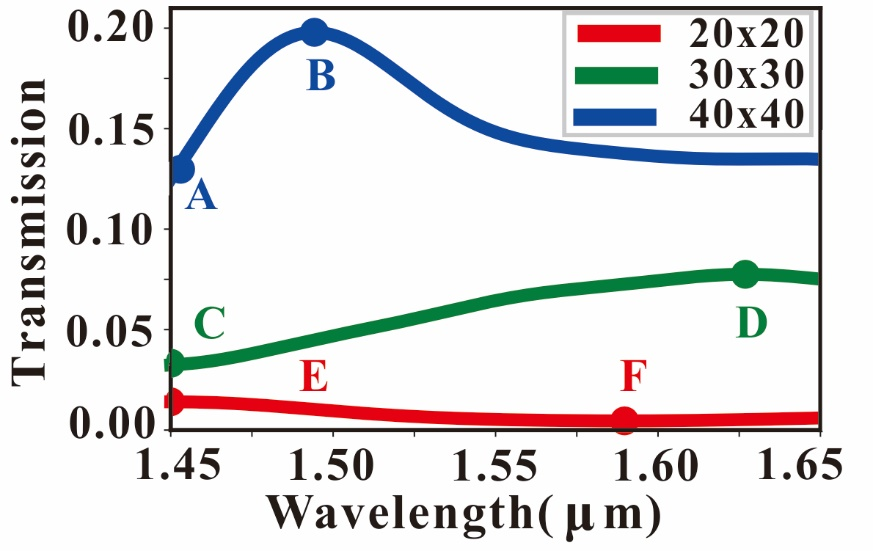 Transmission
0.20
0.15
0.10
0.05
0.00
20x20
30x30
40x40
A
B
C
D
E
F
1.45 1.50 1.55 1.60 1.65
Wavelength(μm)